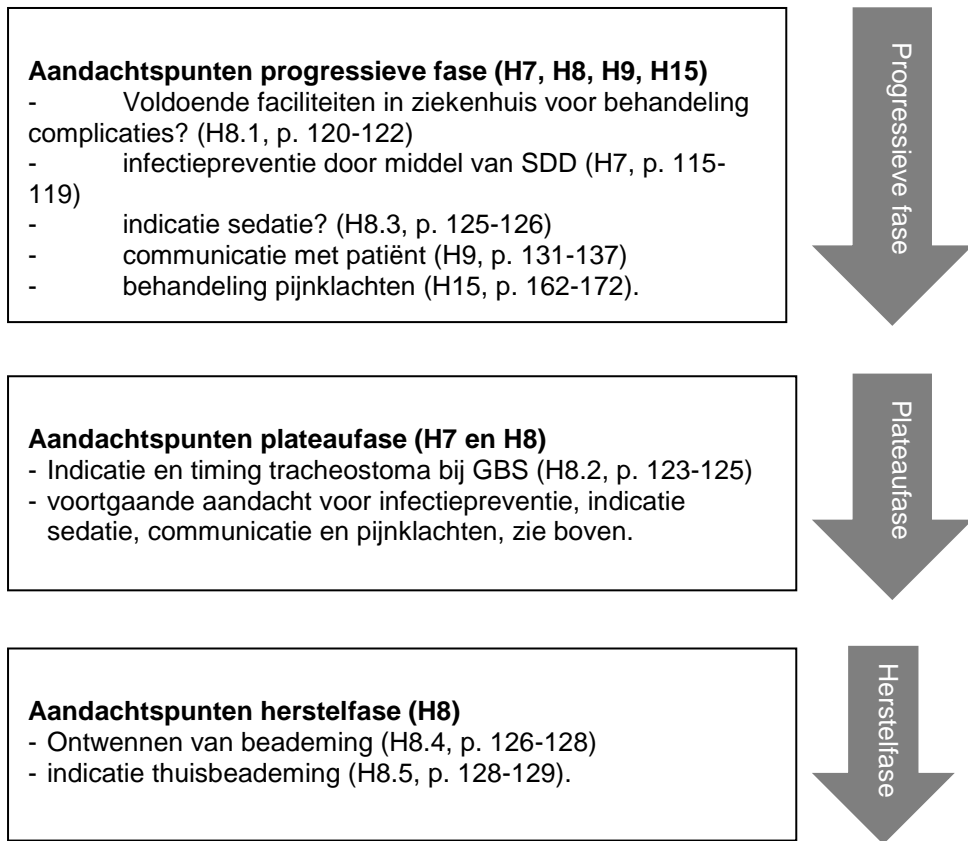 Aandachtspunten progressieve fase (H7, H8, H9, H15)
- Voldoende faciliteiten in ziekenhuis voor behandeling
complicaties? (H8.1, p. 120-122)
- infectiepreventie door middel van SDD (H7, p. 115-
119)
- indicatie sedatie? (H8.3, p. 125-126)
- communicatie met patiënt (H9, p. 131-137)
- behandeling pijnklachten (H15, p. 162-172).
Progressieve fase
Aandachtspunten plateaufase (H7 en H8)
- Indicatie en timing tracheostoma bij GBS (H8.2, p. 123-125)
- voortgaande aandacht voor infectiepreventie, indicatie
sedatie, communicatie en pijnklachten, zie boven.
Plateaufase
Aandachtspunten herstelfase (H8)
- Ontwennen van beademing (H8.4, p. 126-128)
- indicatie thuisbeademing (H8.5, p. 128-129).
Herstelfase